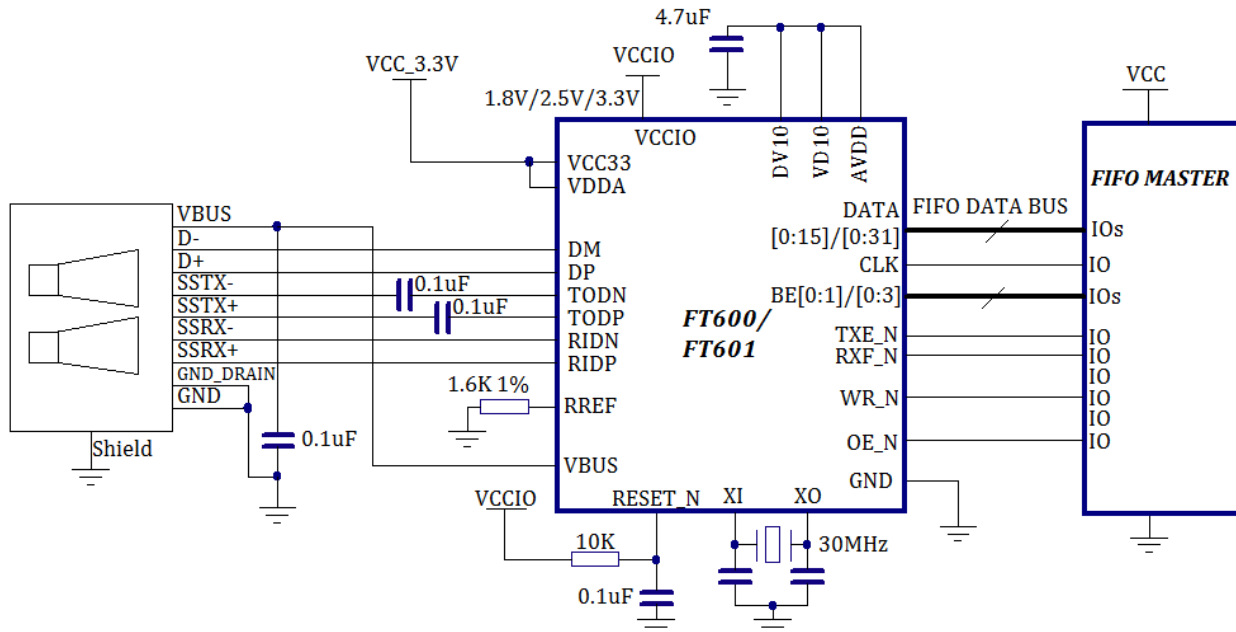 4.7uF
VCC_3.3V
VCCIO
1.8V/2.5V/3.3V
VCC
VCCIO
DV10
VD10
AVDD
VCC33
VDDA
FIFO MASTER
VBUS
D-
D+
SSTX-
SSTX+
SSRX-
SSRX+
GND_DRAIN
GND
Shield
0.1uF
0.1uF
0.1uF
DM
DP
TODN
TODP
RIDN
RIDP
1.6K 1%
RREF
VBUS
FT600/
FT601
DATA
[0:15]/[0:31]
CLK
BE[0:1]/[0:3]
TXE_N
RXF_N
WR_N
OE_N
GND
FIFO DATA BUS
IOs
IO
IOs
IO
IO
IO
IO
IO
IO
VCCIO
RESET_N
XI
XO
10K
30MHz
0.1uF